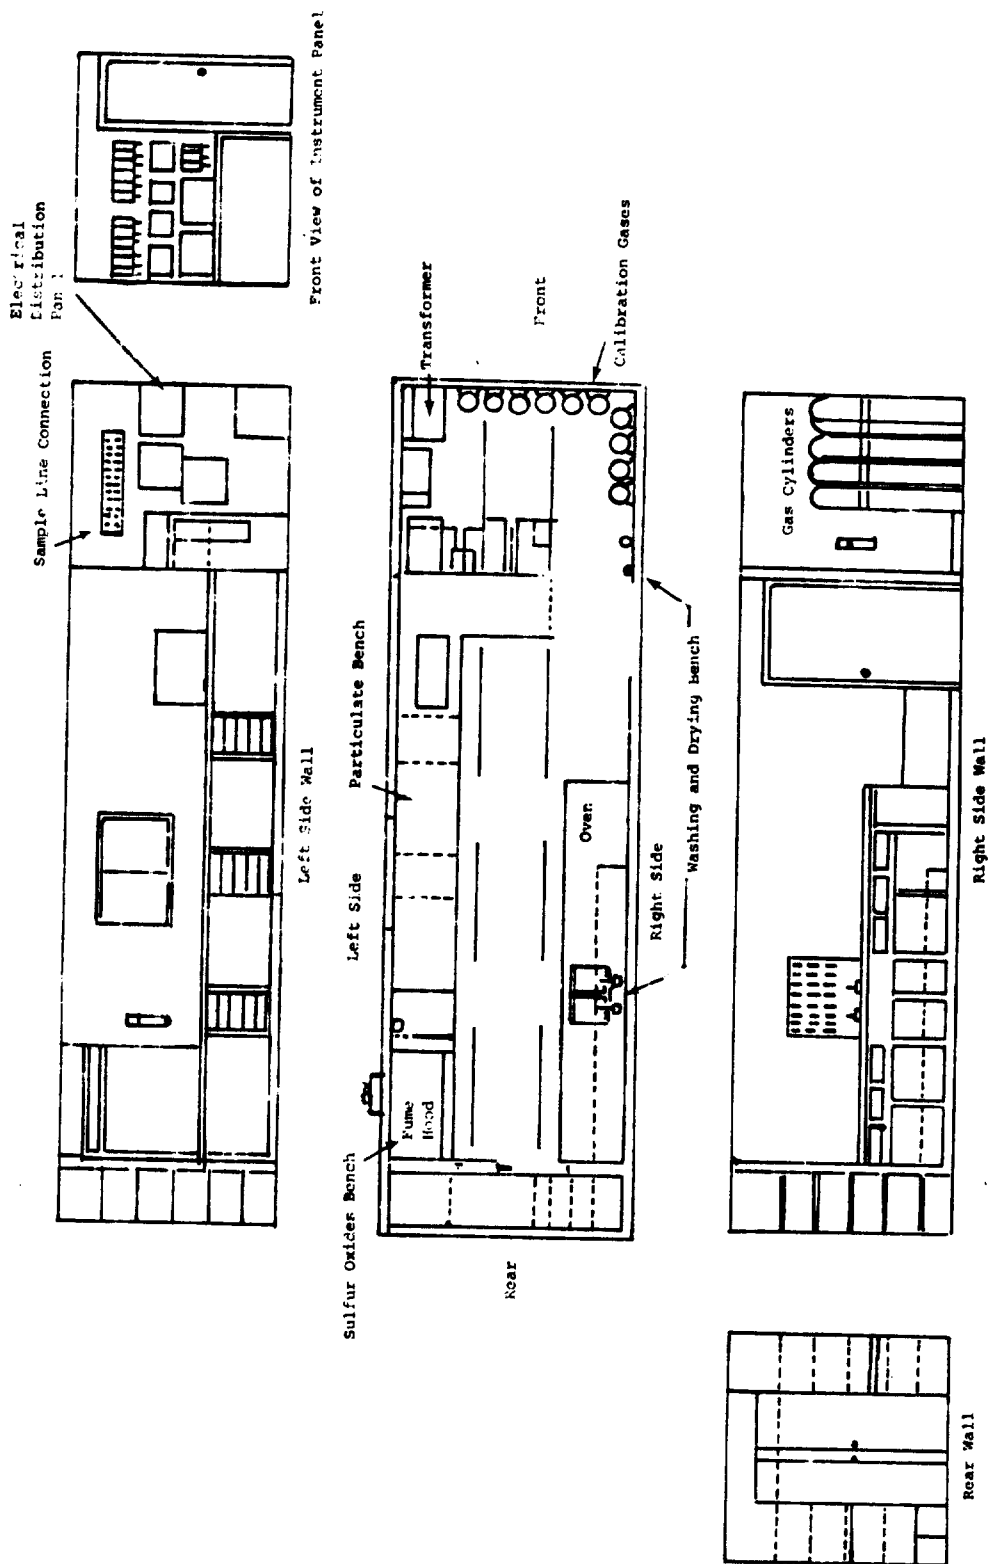 Electrical
Distribution
Panel
Sample Line Connection
Front View of Instrument Panel
Left Side Wall
Transformer
Front
Calibration Gases
Particulate Bench
Left Side
Sulfur Oxides Bench
Fume
Hood
Oven
Right Side
Washing and Drying bench
Rear
Gas Cylinders
Right Side Wall
Rear Wall